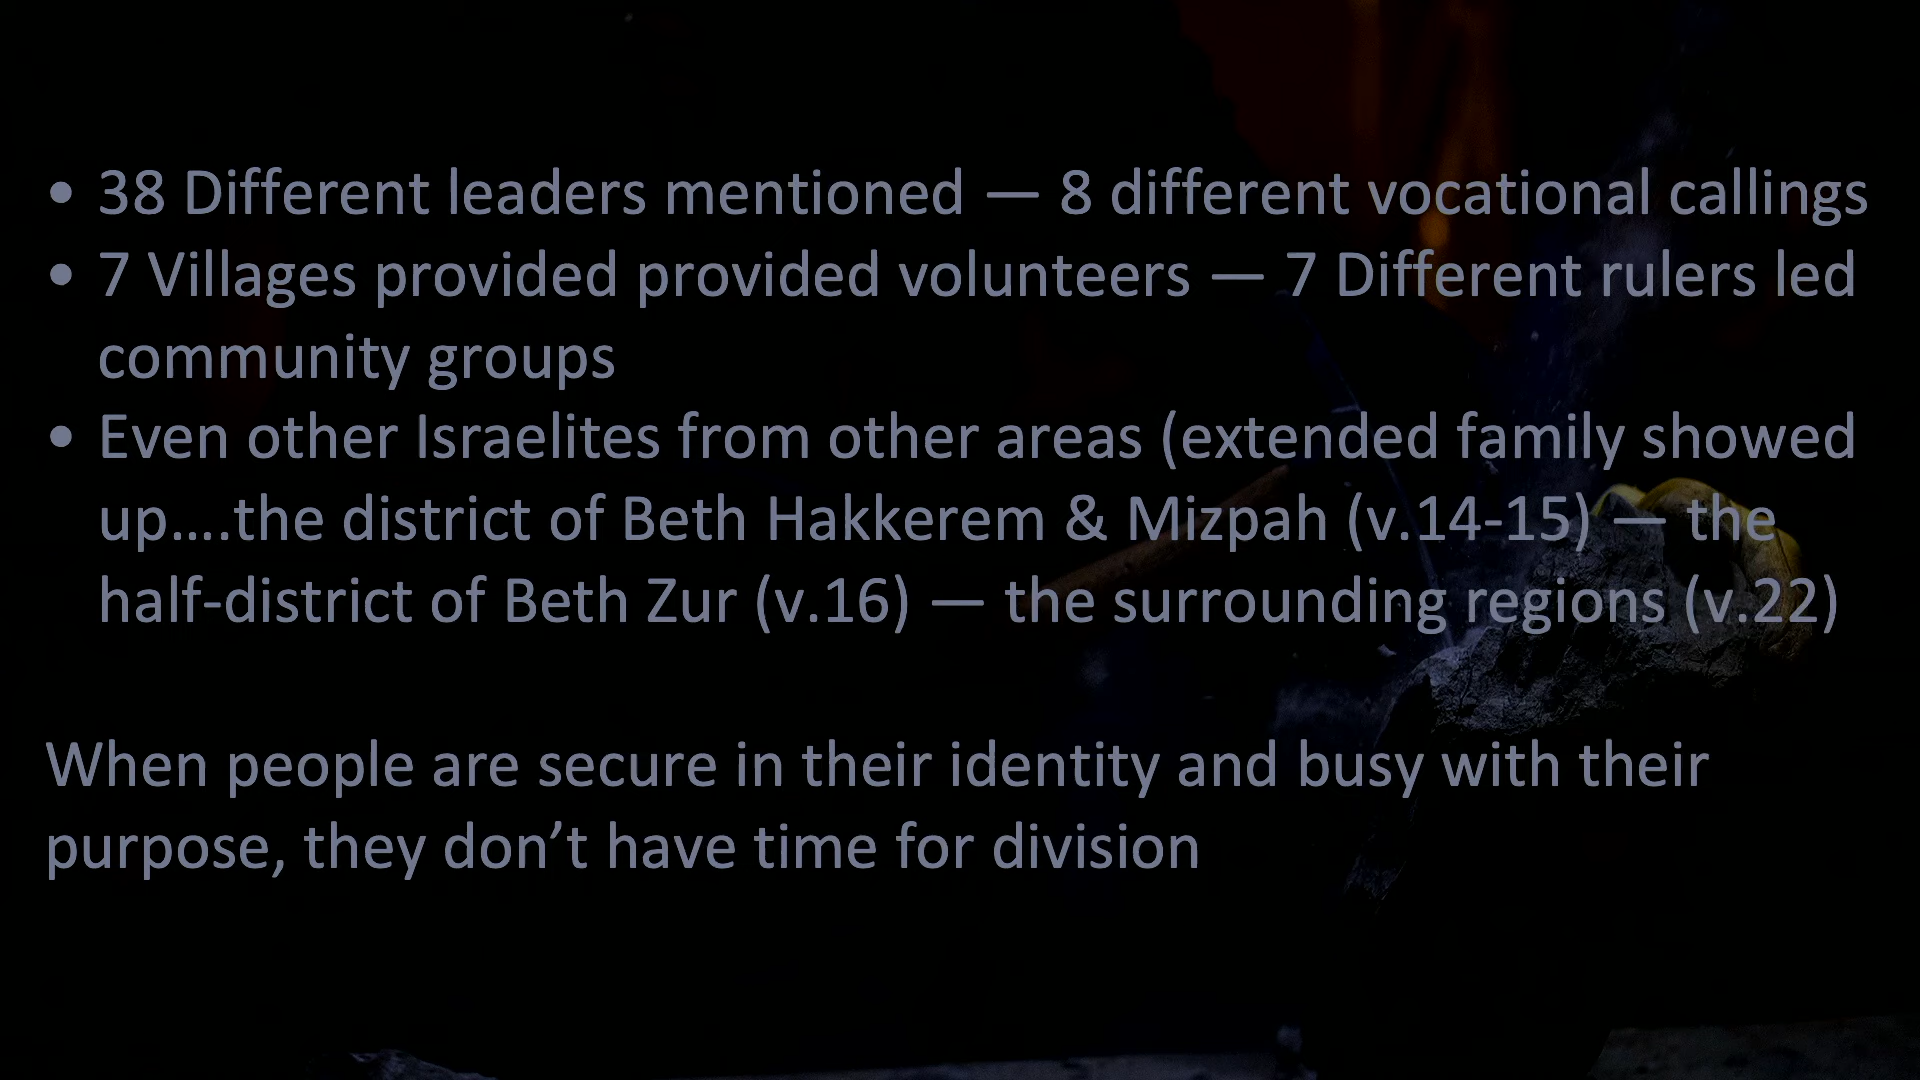 • 38 Different leaders mentioned — 8 different vocational callings
• 7 Villages provided provided volunteers — 7 Different rulers led
community groups
• Even other Israelites from other areas (extended family showed
up....the district of Beth Hakkerem & Mizpah (v.14-15) — the
half-district of Beth Zur (v.16) — the surrounding regions (v.22)
When people are secure in their identity and busy with their
purpose, they don’t have time for division